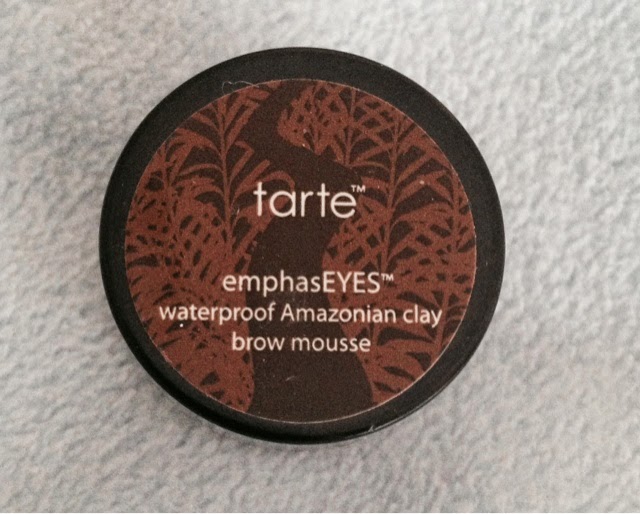 tarte™
emphasEYES™
waterproof Amazonian clay
brow mousse